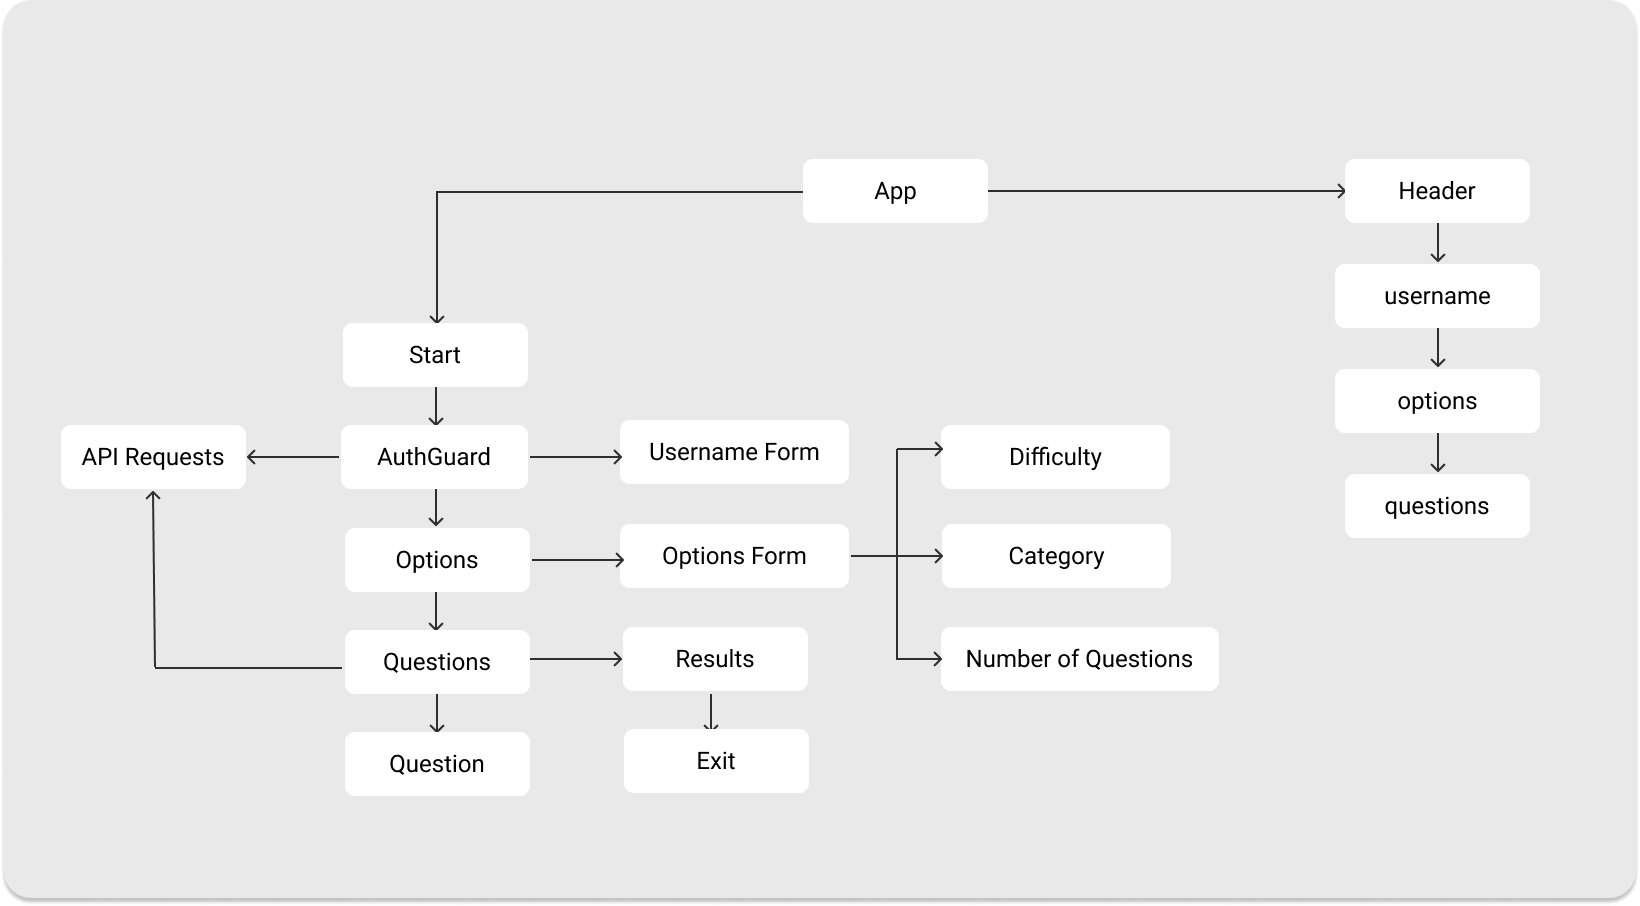 App
Header
username
Start
options
API Requests
AuthGuard
Username Form
Difficulty
questions
Options
Options Form
Category
Questions
Results
Number of Questions
Question
Exit